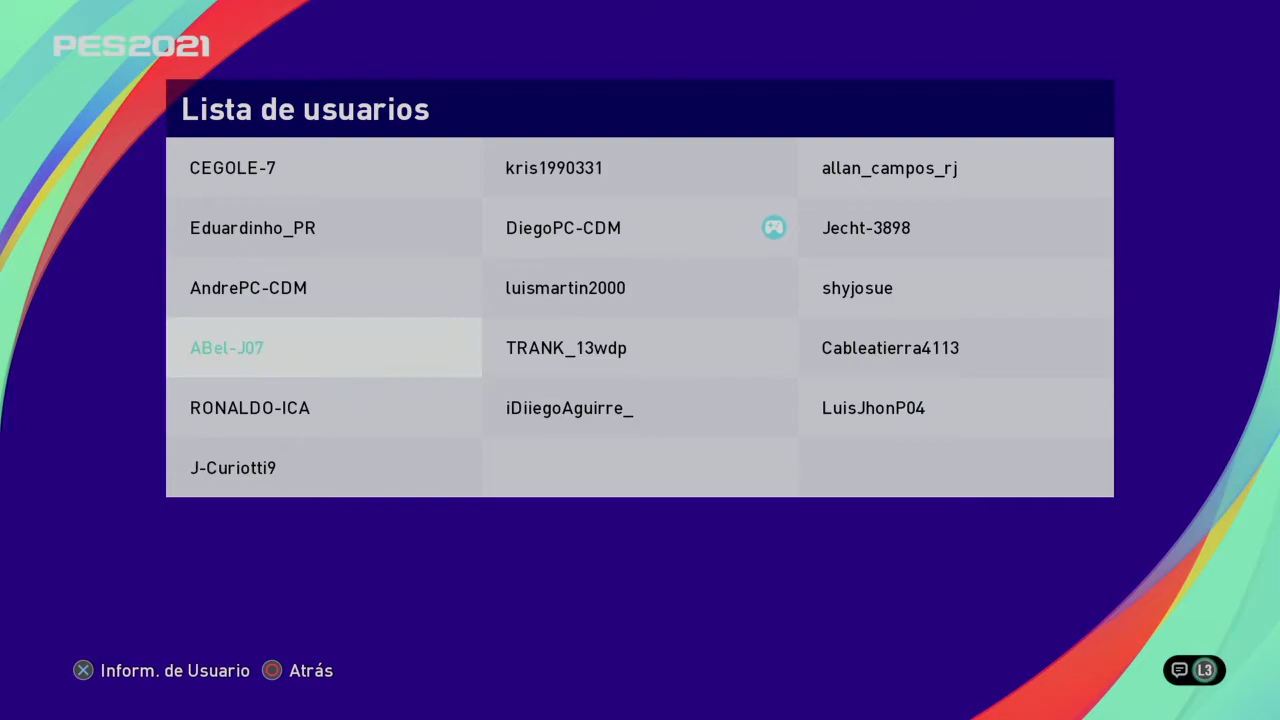 PES2021
Lista de usuarios
CEGOLE-7 kris1990331 allan_campos_rj
Eduardinho_PR DiegoPC-CDM Jecht-3898
AndrePC-CDM luismartin2000 shyjosue
ABel-J07 TRANK_13wdp Cableatierra4113
RONALDO-ICA iDiiegoAguirre_ LuisJhonP04
J-Curiotti9
Inform. de Usuario Atrás L3